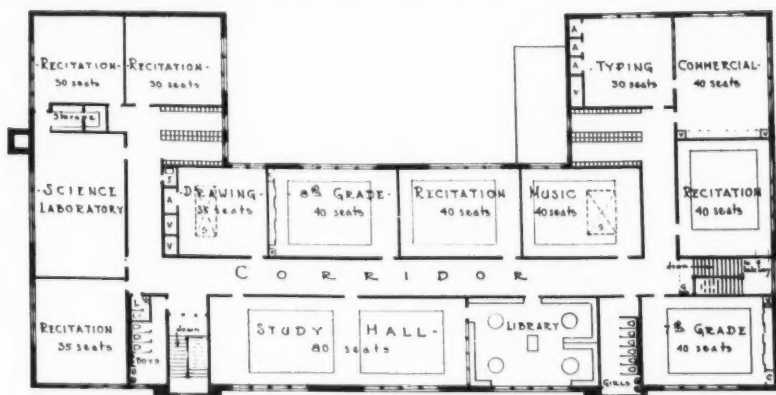 -RECITATION-
30 seats
-RECITATION-
30 seats
Storage
-SCIENCE
LABORATORY
RECITATION
35 seats
-DRAWING-
35 seats
S
A
V
V
S
-8th GRADE-
40 seats
C
RECITATION
40 seats
MUSIC
40 seats
S
A
A
A
V
-TYPING
30 seats
COMMERCIAL-
40 seats
V
V
RECITATION
40 seats
CORRIDOR
down
BOYS
down
STUDY HALL-
80 seats
LIBRARY
GIRLS
7th GRADE
40 seats
C